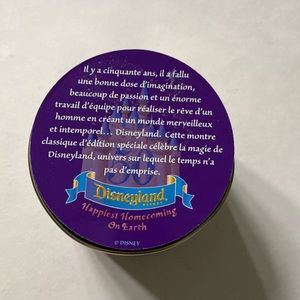 Il y a cinquante ans, il a fallu
une bonne dose d'imagination,
beaucoup de passion et un énorme
travail d'équipe pour réaliser le rêve d'un
homme en créant un monde merveilleux
et intemporel... Disneyland. Cette montre
classique d'édition spéciale célèbre la magie de
Disneyland, univers sur lequel le temps n'a
pas d'emprise.
50
Disneyland
RESORT
Happiest Homecoming
On Earth
© DISNEY